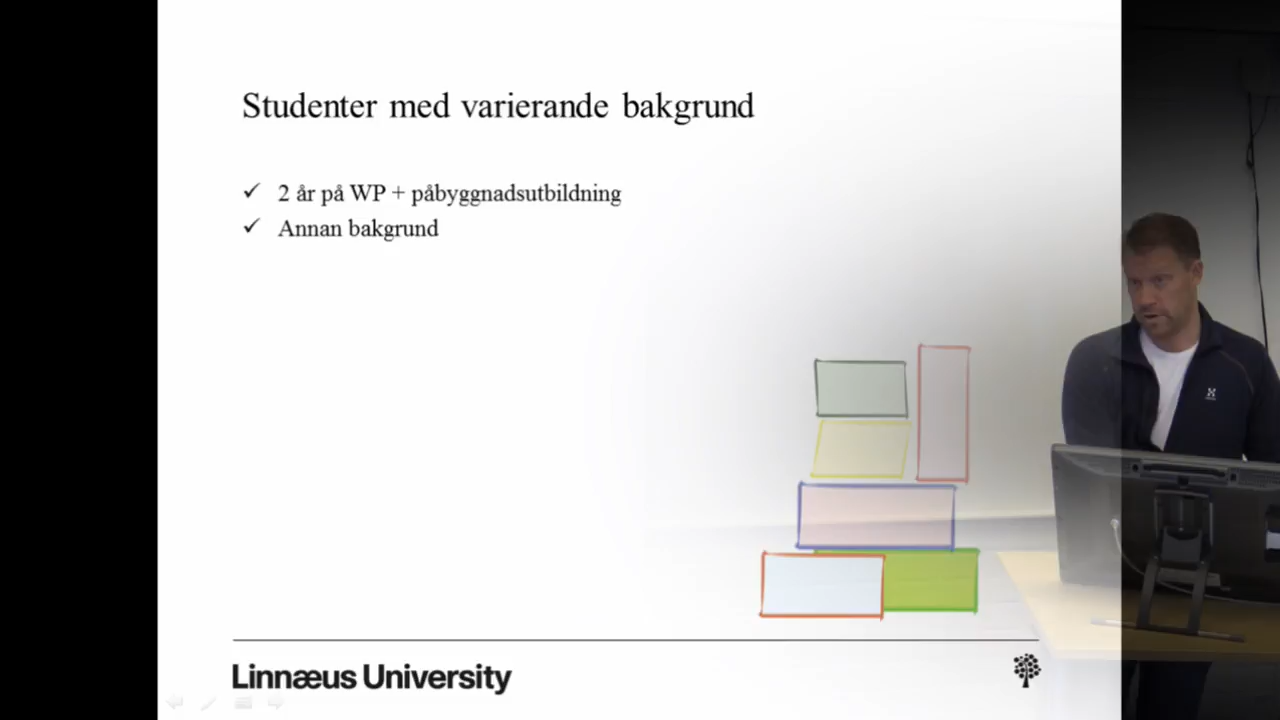 Studenter med varierande bakgrund
2 år på WP + påbyggnadsutbildning
Annan bakgrund
Linnæus University